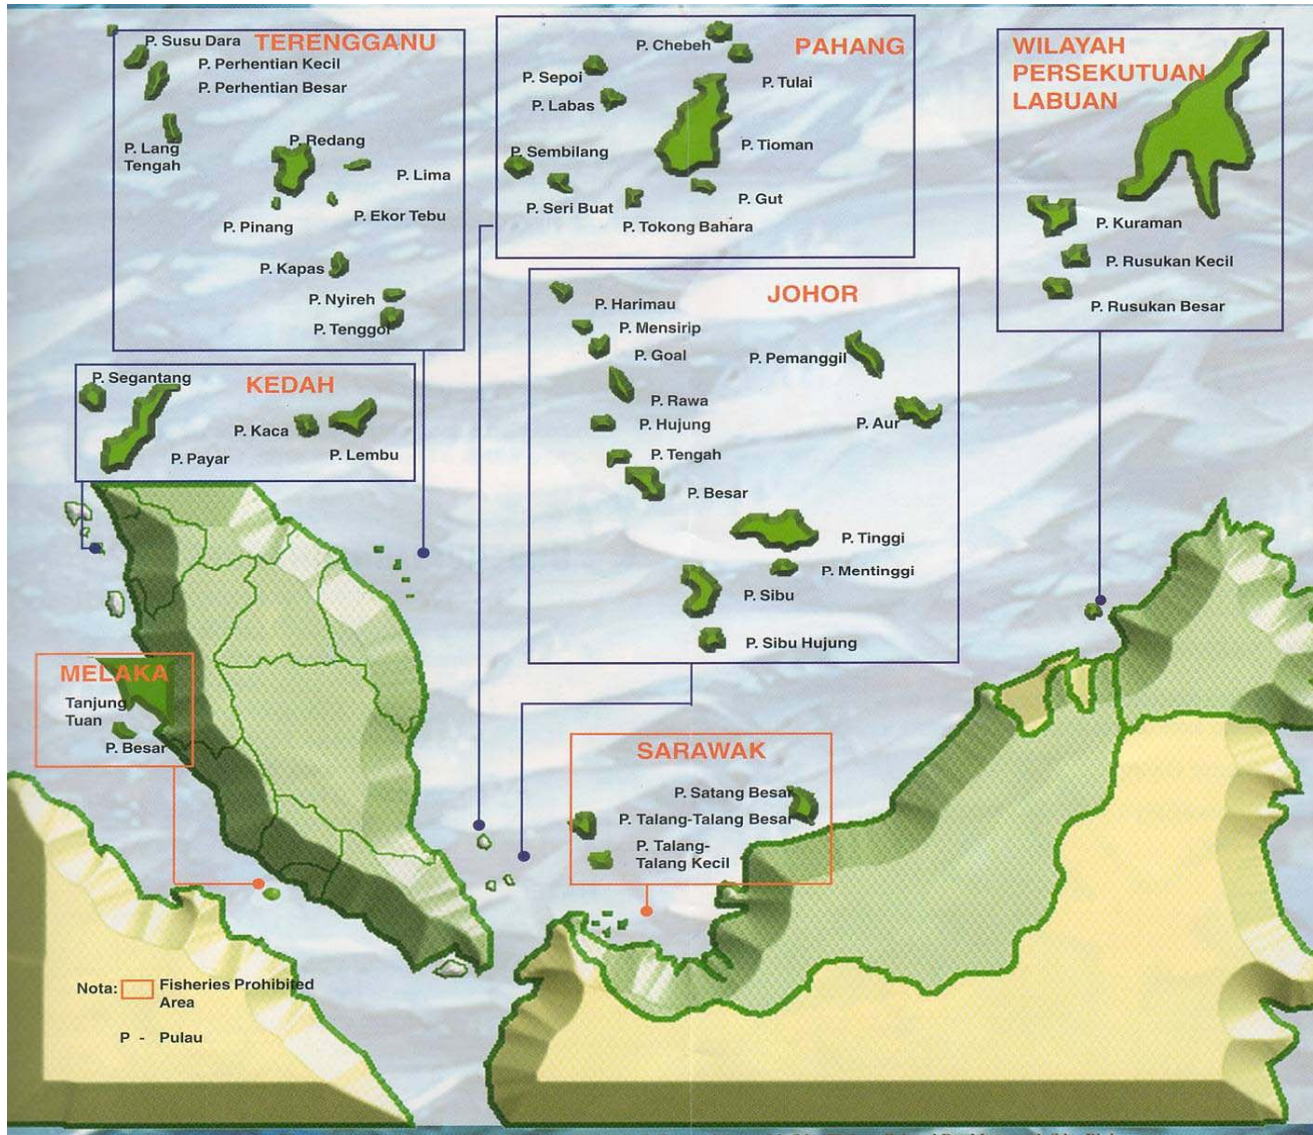 TERENGGANU
P. Susu Dara
P. Perhentian Kecil
P. Perhentian Besar
P. Lang
Tengah
P. Redang
P. Lima
P. Pinang
P. Ekor Tebu
P. Kapas
P. Nyireh
P. Tenggol
PAHANG
P. Chebeh
P. Tulai
P. Sepoi
P. Labas
P. Tioman
P. Sembilang
P. Seri Buat
P. Gut
P. Tokong Bahara
WILAYAH
PERSEKUTUAN
LABUAN
P. Kuraman
P. Rusukan Kecil
P. Rusukan Besar
KEDAH
P. Segantang
P. Payar
P. Kaca
P. Lembu
JOHOR
P. Harimau
P. Mensirip
P. Goal
P. Pemanggil
P. Rawa
P. Hujung
P. Aur
P. Tengah
P. Besar
P. Tinggi
P. Mentinggi
P. Sibu
P. Sibu Hujung
MELAKA
Tanjung
Tuan
P. Besar
SARAWAK
P. Satang Besar
P. Talang-Talang Besar
P. Talang-
Talang Kecil
Nota:
Fisheries Prohibited
Area
P - Pulau